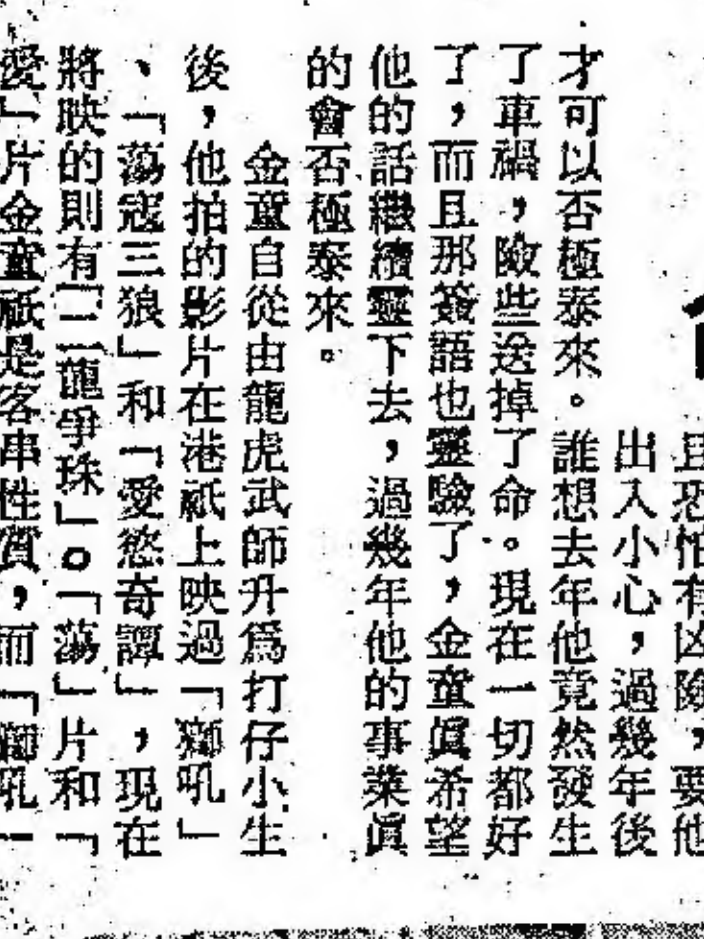 且恐怕有凶險，要他
出入小心，過幾年後
才可以否極泰來。誰想去年他竟然發生
了車禍，險些送掉了命。現在一切都好
了，而且那簽語也靈驗了，金童眞希望
他的話繼續靈下去，過幾年他的事業眞
的會否極泰來。
金童自從由龍虎武師升爲打仔小生
後，他拍的影片在港祇上映過「獅吼」
、「蕩寇三狼」和「愛慾奇譚」，現在
將映的則有「二龍爭珠」。「蕩」片和「
愛」片金童祇是客串性質，而「獅吼」